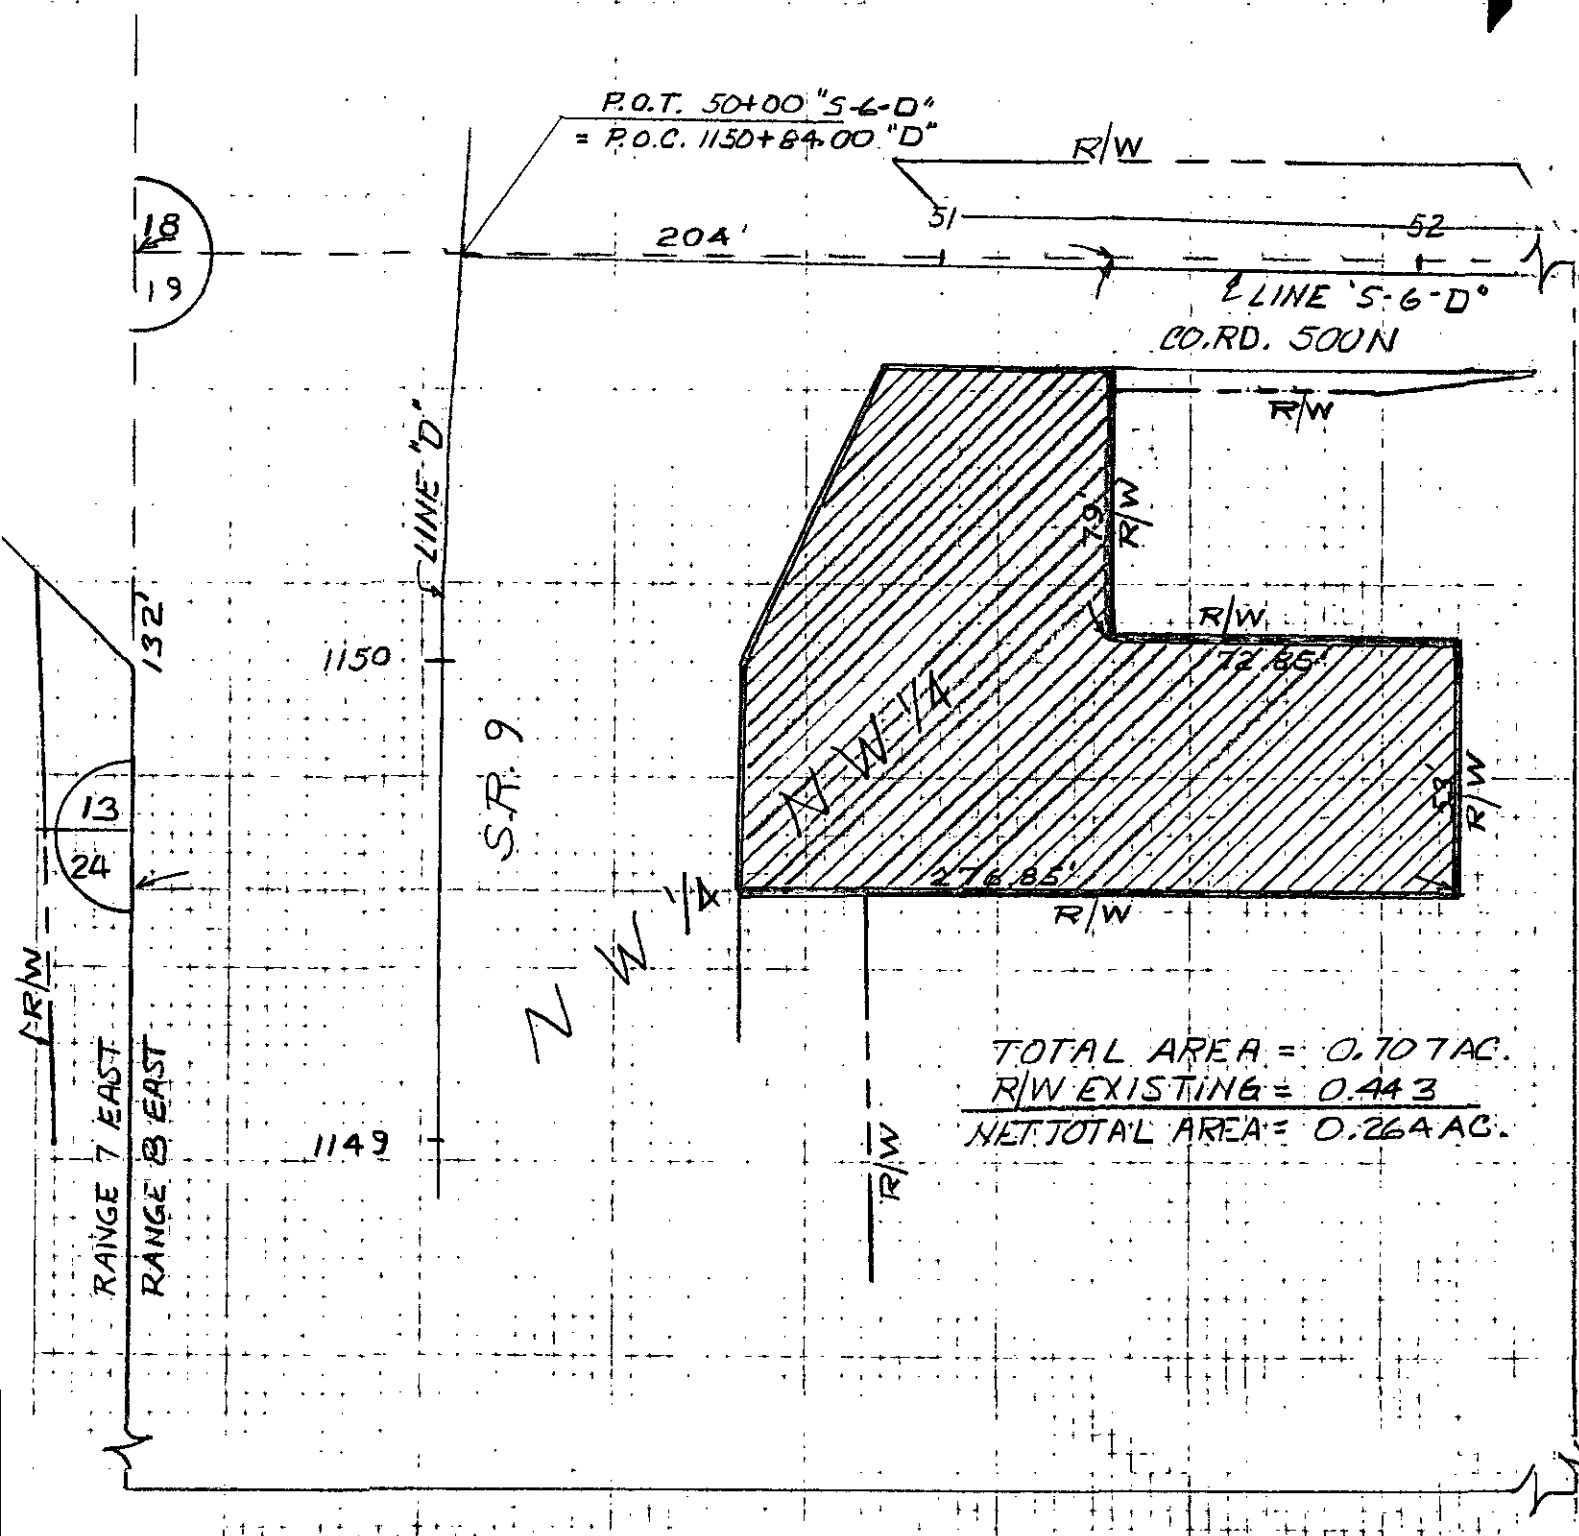 P.O.T. 50+00 "S-6-D"
= P.O.C. 1150+84.00 "D"
R/W
18
19
204'
51
52
℄ LINE "S-6-D"
CO. RD. 500N
R/W
℄ LINE "D"
79'
R/W
132'
R/W
72.85'
1150
N W 1/4
S.R. 9
53'
R/W
13
24
276.85'
R/W
N W 1/4
R/W
TOTAL AREA = 0.707 AC.
R/W EXISTING = 0.443
NET TOTAL AREA = 0.264 AC.
1149
R/W
RANGE 7 EAST
RANGE 8 EAST